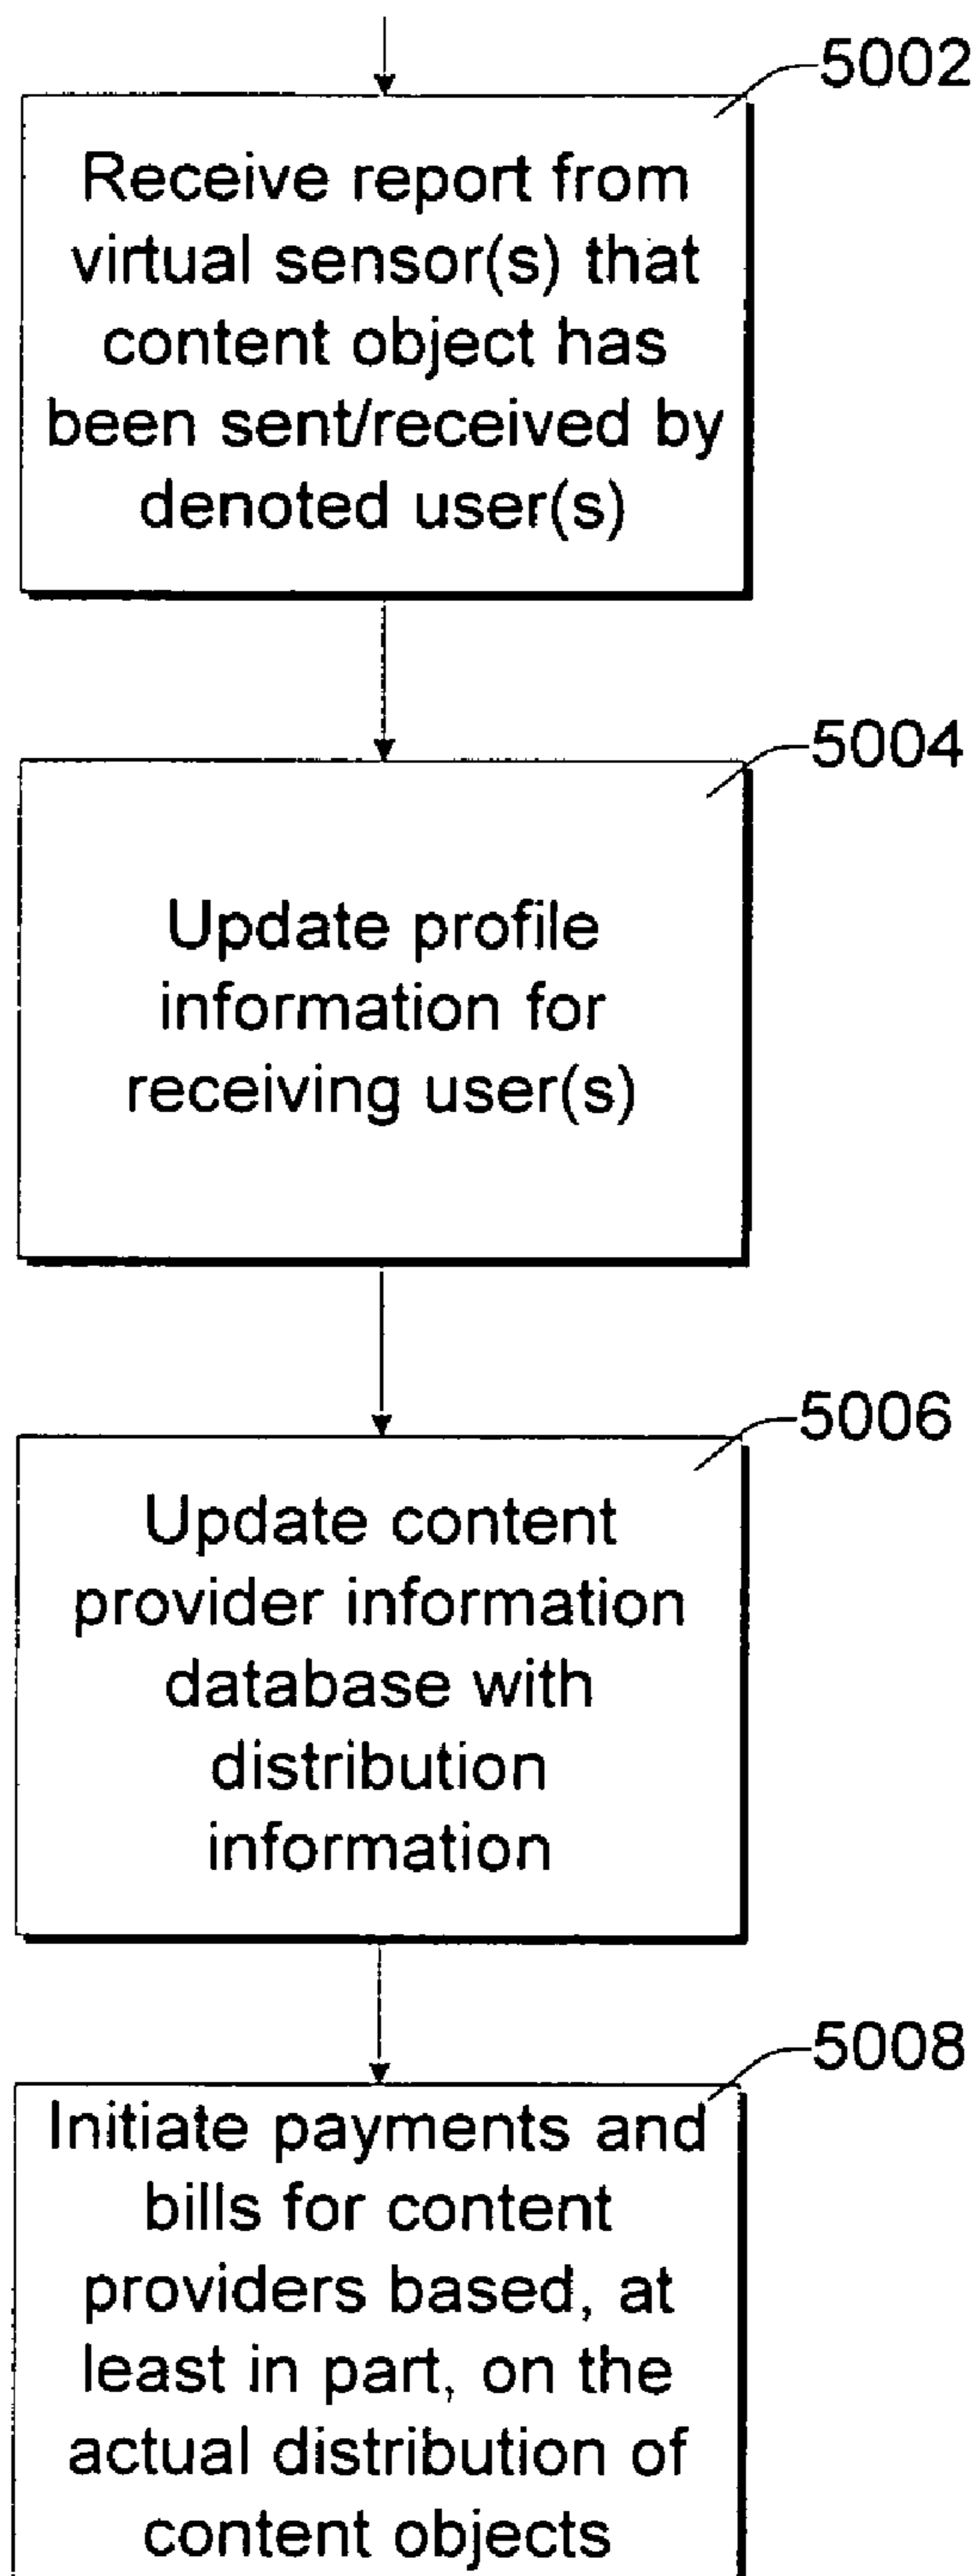 5002
Receive report from
virtual sensor(s) that
content object has
been sent/received by
denoted user(s)
5004
Update profile
information for
receiving user(s)
5006
Update content
provider information
database with
distribution
information
5008
Initiate payments and
bills for content
providers based, at
least in part, on the
actual distribution of
content objects